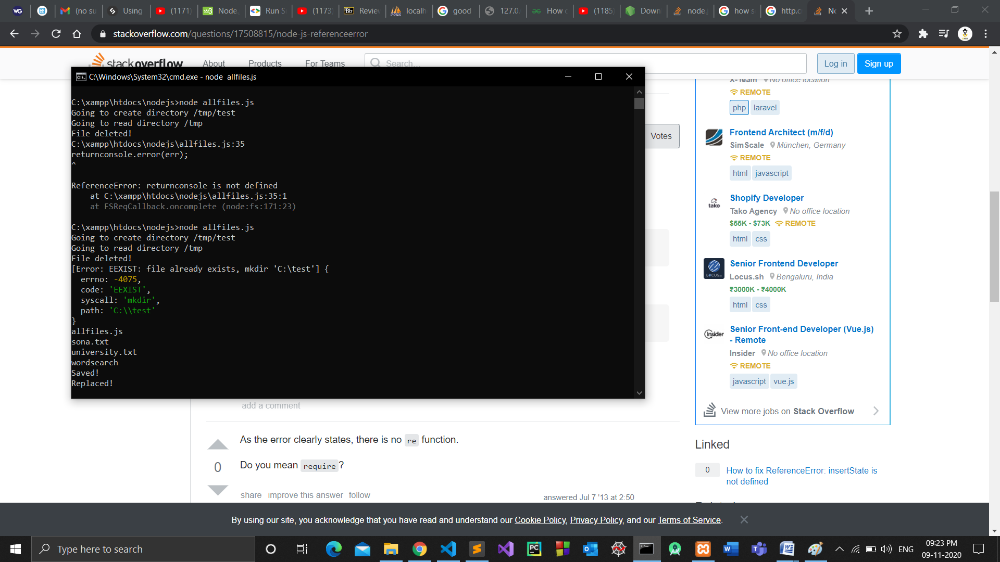 (no su
Using
(1171)
Node.
Run S
(1173)
Bb
Review
localh
good
127.0.
How c
(1185)
Down
node.j
how s
http.c
No
stackoverflow.com/questions/17508815/node-js-referenceerror
stackoverflow
About
Products
For Teams
Search...
Log in
Sign up
C:\Windows\System32\cmd.exe - node  allfiles.js
C:\xampp\htdocs\nodejs>node allfiles.js
Going to create directory /tmp/test
Going to read directory /tmp
File deleted!
C:\xampp\htdocs\nodejs\allfiles.js:35
returnconsole.error(err);
^
ReferenceError: returnconsole is not defined
    at C:\xampp\htdocs\nodejs\allfiles.js:35:1
    at FSReqCallback.oncomplete (node:fs:171:23)
C:\xampp\htdocs\nodejs>node allfiles.js
Going to create directory /tmp/test
Going to read directory /tmp
File deleted!
[Error: EEXIST: file already exists, mkdir 'C:\test'] {
  errno: -4075,
  code: 'EEXIST',
  syscall: 'mkdir',
  path: 'C:\\test'
}
allfiles.js
sona.txt
university.txt
wordsearch
Saved!
Replaced!
Votes
add a comment
As the error clearly states, there is no re function.
0
Do you mean require?
share improve this answer follow
answered Jul 7 '13 at 2:50
X-Team No office location
REMOTE
php laravel
Frontend Architect (m/f/d)
SimScale München, Germany
REMOTE
html javascript
tako
Shopify Developer
Tako Agency No office location
$55K - $73K REMOTE
html css
LOCUS.sh
Senior Frontend Developer
Locus.sh Bengaluru, India
₹3000K - ₹4000K
html css
Insider
Senior Front-end Developer (Vue.js)
- Remote
Insider No office location
REMOTE
javascript vue.js
View more jobs on Stack Overflow
Linked
0
How to fix ReferenceError: insertState is
not defined
By using our site, you acknowledge that you have read and understand our Cookie Policy, Privacy Policy, and our Terms of Service.
Type here to search
ENG
09:23 PM
09-11-2020